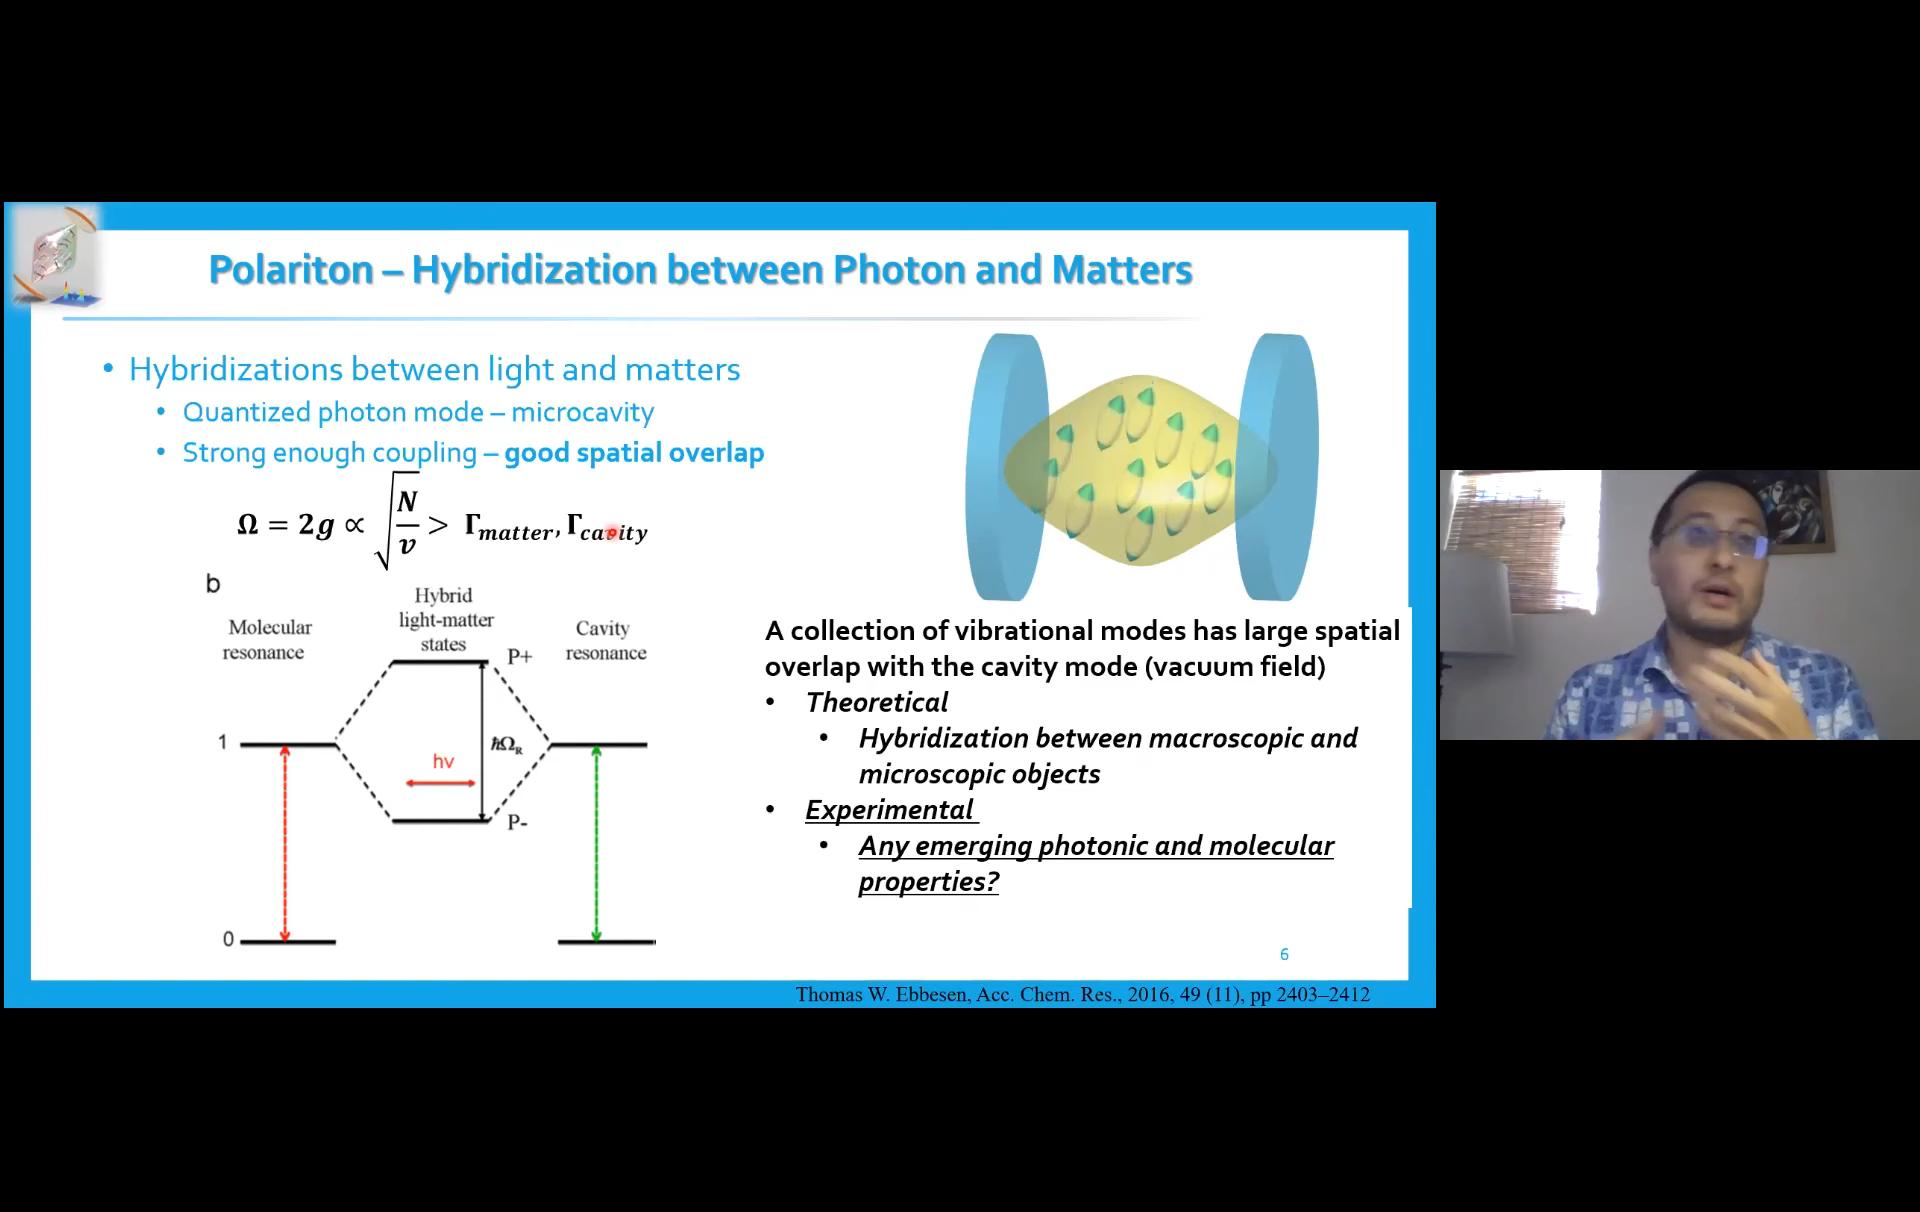 Polariton – Hybridization between Photon and Matters
• Hybridizations between light and matters
• Quantized photon mode – microcavity
• Strong enough coupling – good spatial overlap
Ω = 2g ∝ √(N/v) > Γmatter, Γcavity
b
Molecular
resonance
Hybrid
light-matter
states
Cavity
resonance
P+
1
ħΩR
hv
P-
0
A collection of vibrational modes has large spatial
overlap with the cavity mode (vacuum field)
• Theoretical
• Hybridization between macroscopic and
microscopic objects
• Experimental
• Any emerging photonic and molecular
properties?
6
Thomas W. Ebbesen, Acc. Chem. Res., 2016, 49 (11), pp 2403–2412